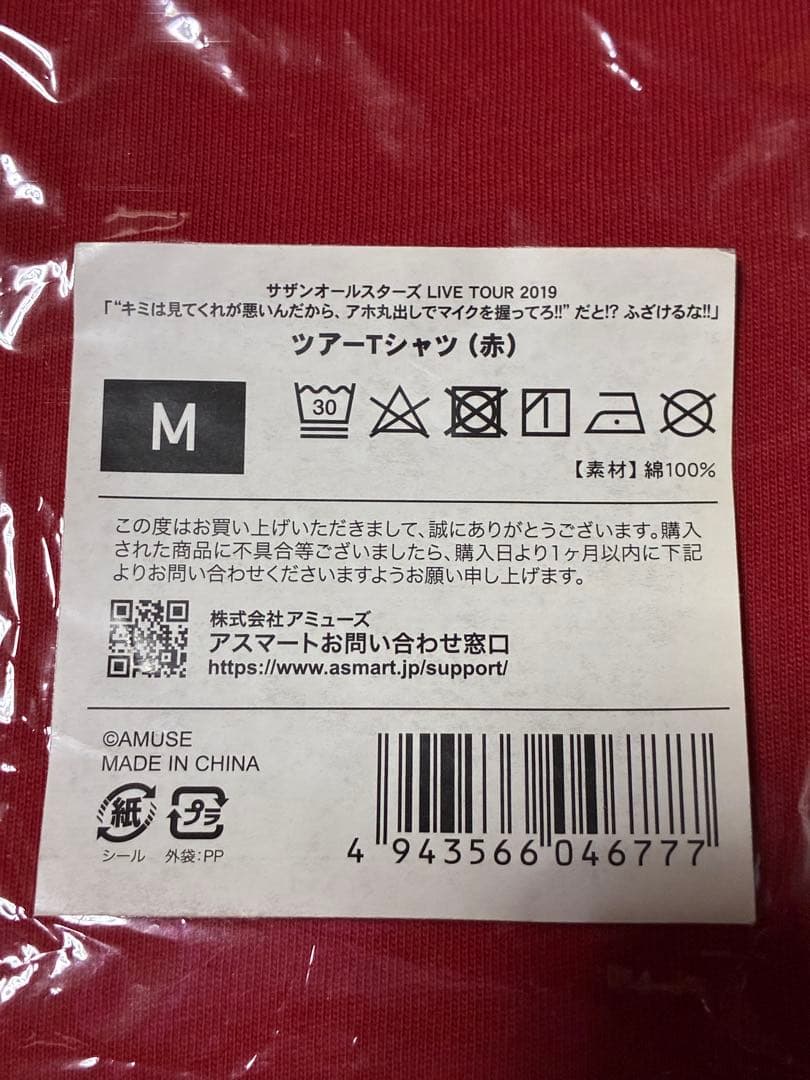 サザンオールスターズ LIVE TOUR 2019
「“キミは見てくれが悪いんだから、アホ丸出しでマイクを握ってろ!!” だと!? ふざけるな!!」
ツアーTシャツ（赤）
M
30
【素材】綿100%
この度はお買い上げいただきまして、誠にありがとうございます。購入
された商品に不具合等ございましたら、購入日より1ヶ月以内に下記
よりお問い合わせくださいますようお願い申し上げます。
株式会社アミューズ
アスマートお問い合わせ窓口
https://www.asmart.jp/support/
©AMUSE
MADE IN CHINA
紙 プラ
シール 外袋:PP
4 943566 046777